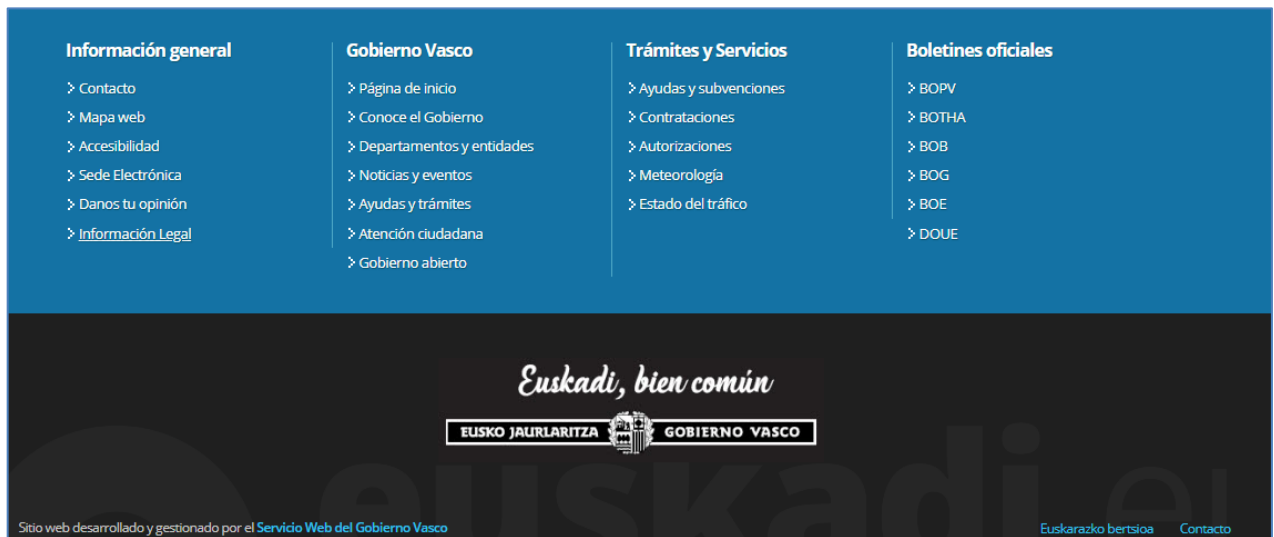 Información general
Contacto
Mapa web
Accesibilidad
Sede Electrónica
Danos tu opinión
Información Legal
Gobierno Vasco
Página de inicio
Conoce el Gobierno
Departamentos y entidades
Noticias y eventos
Ayudas y trámites
Atención ciudadana
Gobierno abierto
Trámites y Servicios
Ayudas y subvenciones
Contrataciones
Autorizaciones
Meteorología
Estado del tráfico
Boletines oficiales
BOPV
BOTHA
BOB
BOG
BOE
DOUE
Euskadi, bien común
EUSKO JAURLARITZA GOBIERNO VASCO
euskadi.eu
Sitio web desarrollado y gestionado por el Servicio Web del Gobierno Vasco
Euskarazko bertsioa Contacto